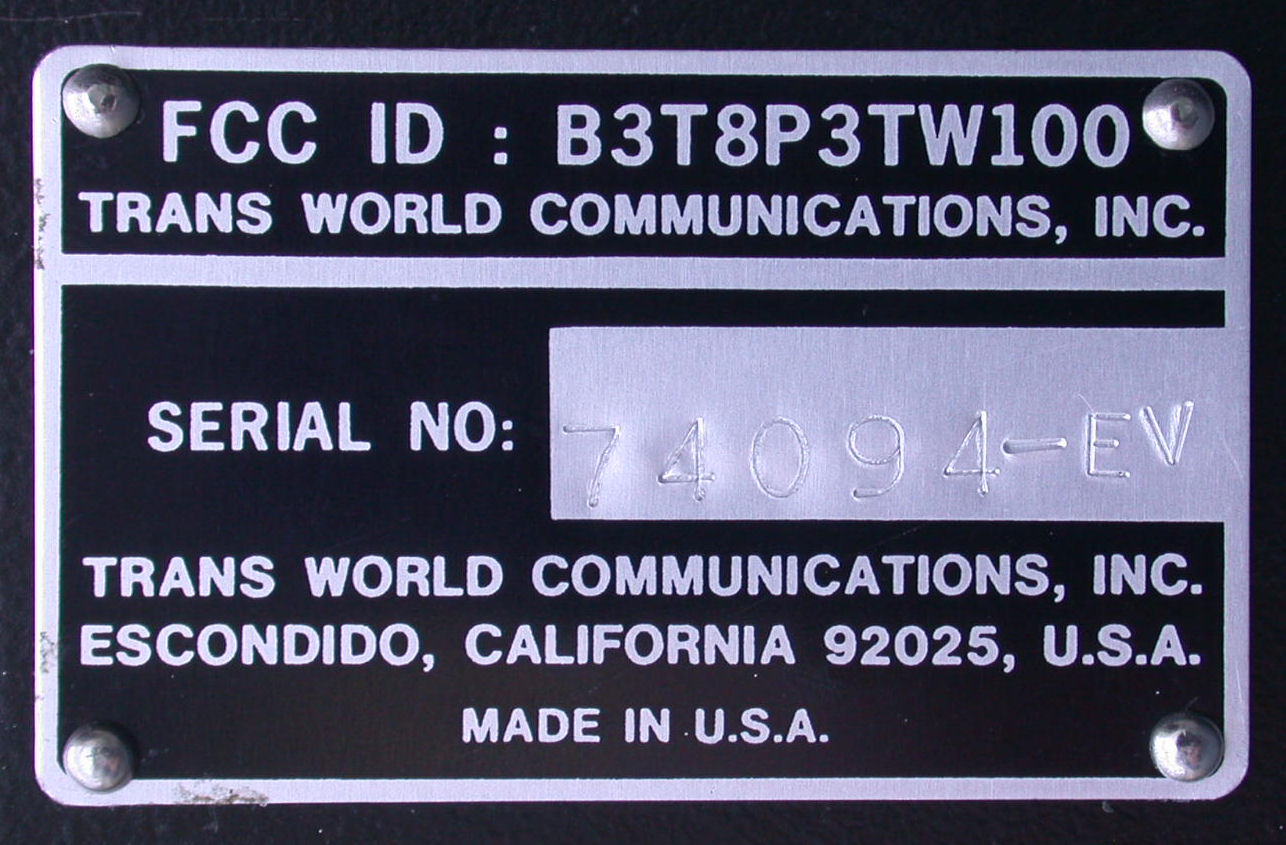 FCC ID : B3T8P3TW100
TRANS WORLD COMMUNICATIONS, INC.
SERIAL NO: 74094-EV
TRANS WORLD COMMUNICATIONS, INC.
ESCONDIDO, CALIFORNIA 92025, U.S.A.
MADE IN U.S.A.